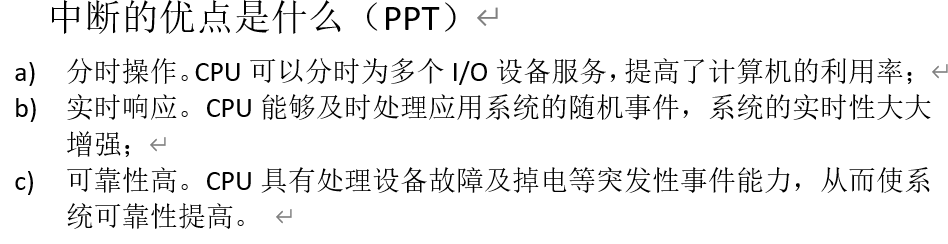 中断的优点是什么（PPT）
a) 分时操作。CPU 可以分时为多个 I/O 设备服务，提高了计算机的利用率；
b) 实时响应。CPU 能够及时处理应用系统的随机事件，系统的实时性大大
增强；
c) 可靠性高。CPU 具有处理设备故障及掉电等突发性事件能力，从而使系
统可靠性提高。